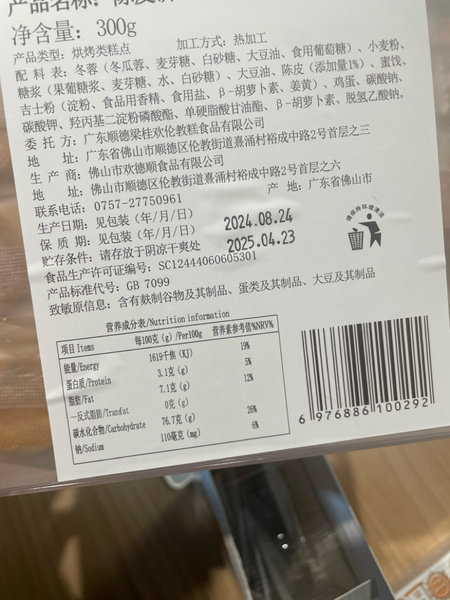 产品名称：陈皮饼
净含量：300g
产品类型：烘烤类糕点 加工方式：热加工
配 料 表：冬蓉（冬瓜蓉、麦芽糖、白砂糖、大豆油、食用葡萄糖）、小麦粉、
糖浆（果葡糖浆、麦芽糖、水、白砂糖）、大豆油、陈皮（添加量1%）、蜜饯、
吉士粉（淀粉、食品用香精、食用盐、β-胡萝卜素、姜黄）、鸡蛋、碳酸钠、
碳酸钾、羟丙基二淀粉磷酸酯、单硬脂酸甘油酯、β-胡萝卜素、脱氢乙酸钠。
委 托 方：广东顺德梁桂欢伦教糕食品有限公司
地 址：广东省佛山市顺德区伦教街道熹涌村裕成中路2号首层之三
生 产 商：佛山市欢德顺食品有限公司
地 址：佛山市顺德区伦教街道熹涌村裕成中路2号首层之六
联系电话：0757-27750961 产 地：广东省佛山市
生产日期：见包装（年/月/日） 2024.08.24
保 质 期：见包装（年/月/日） 2025.04.23
贮存条件：请存放于阴凉干爽处
食品生产许可证编号：SC12444060605301
产品标准代号：GB 7099
致敏原信息：含有麸制谷物及其制品、蛋类及其制品、大豆及其制品
请保持环境清洁
营养成分表/Nutrition information
项目 Items 每100克（g）/Per100g 营养素参考值%NRV%
能量/Energy 1619千焦（KJ） 19%
蛋白质/Protein 3.1克（g） 5%
脂肪/Fat 7.1克（g） 12%
—反式脂肪/Transfat 0克（g）
碳水化合物/Carbohydrate 76.7克（g） 26%
钠/Sodium 110毫克（mg） 6%
6 976886 100292